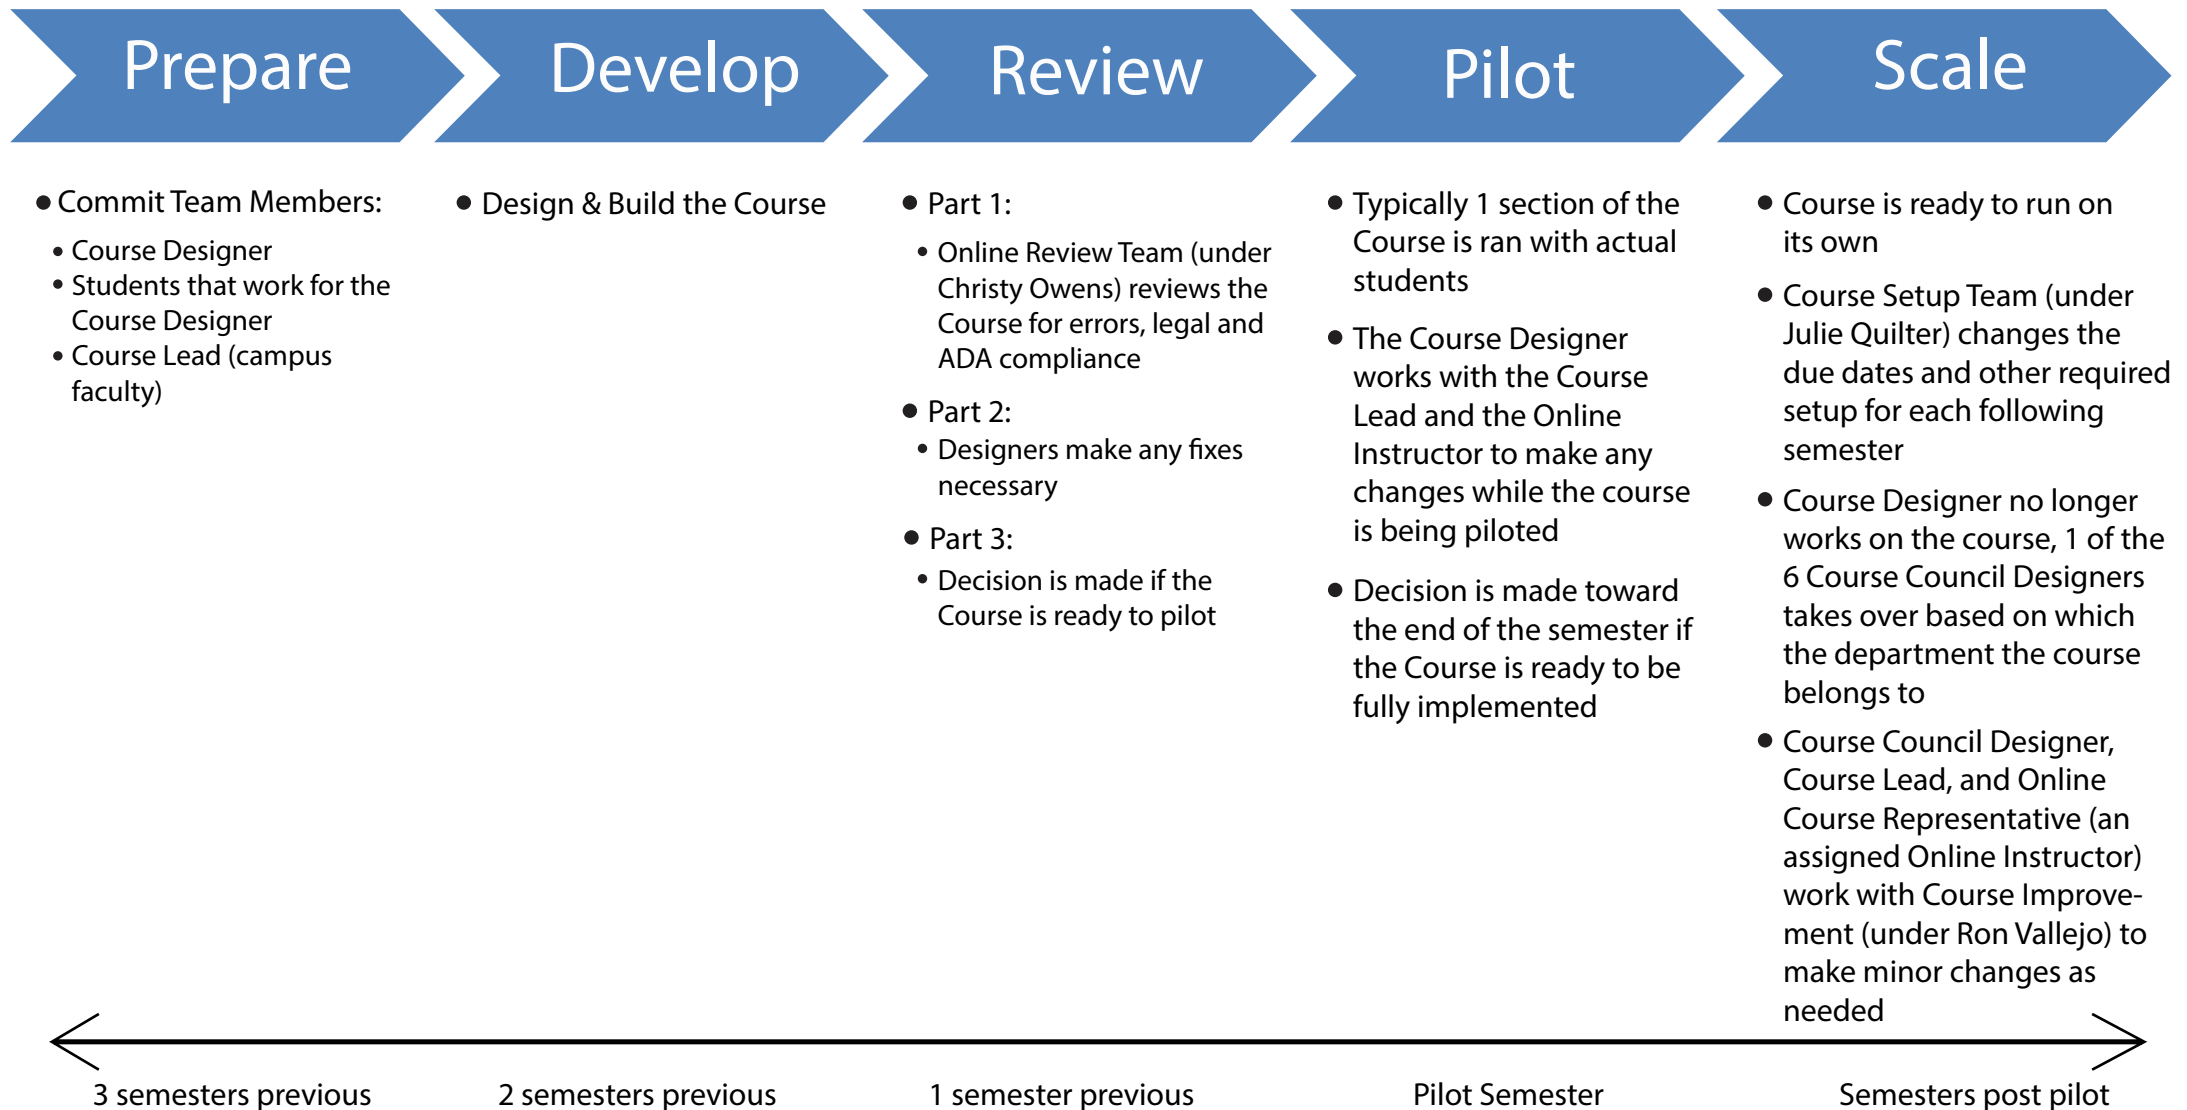 Prepare
Develop
Review
Pilot
Scale
• Commit Team Members:
• Course Designer
• Students that work for the
Course Designer
• Course Lead (campus
faculty)
• Design & Build the Course
• Part 1:
• Online Review Team (under
Christy Owens) reviews the
Course for errors, legal and
ADA compliance
• Part 2:
• Designers make any fixes
necessary
• Part 3:
• Decision is made if the
Course is ready to pilot
• Typically 1 section of the
Course is ran with actual
students
• The Course Designer
works with the Course
Lead and the Online
Instructor to make any
changes while the course
is being piloted
• Decision is made toward
the end of the semester if
the Course is ready to be
fully implemented
• Course is ready to run on
its own
• Course Setup Team (under
Julie Quilter) changes the
due dates and other required
setup for each following
semester
• Course Designer no longer
works on the course, 1 of the
6 Course Council Designers
takes over based on which
the department the course
belongs to
• Course Council Designer,
Course Lead, and Online
Course Representative (an
assigned Online Instructor)
work with Course Improve-
ment (under Ron Vallejo) to
make minor changes as
needed
3 semesters previous
2 semesters previous
1 semester previous
Pilot Semester
Semesters post pilot